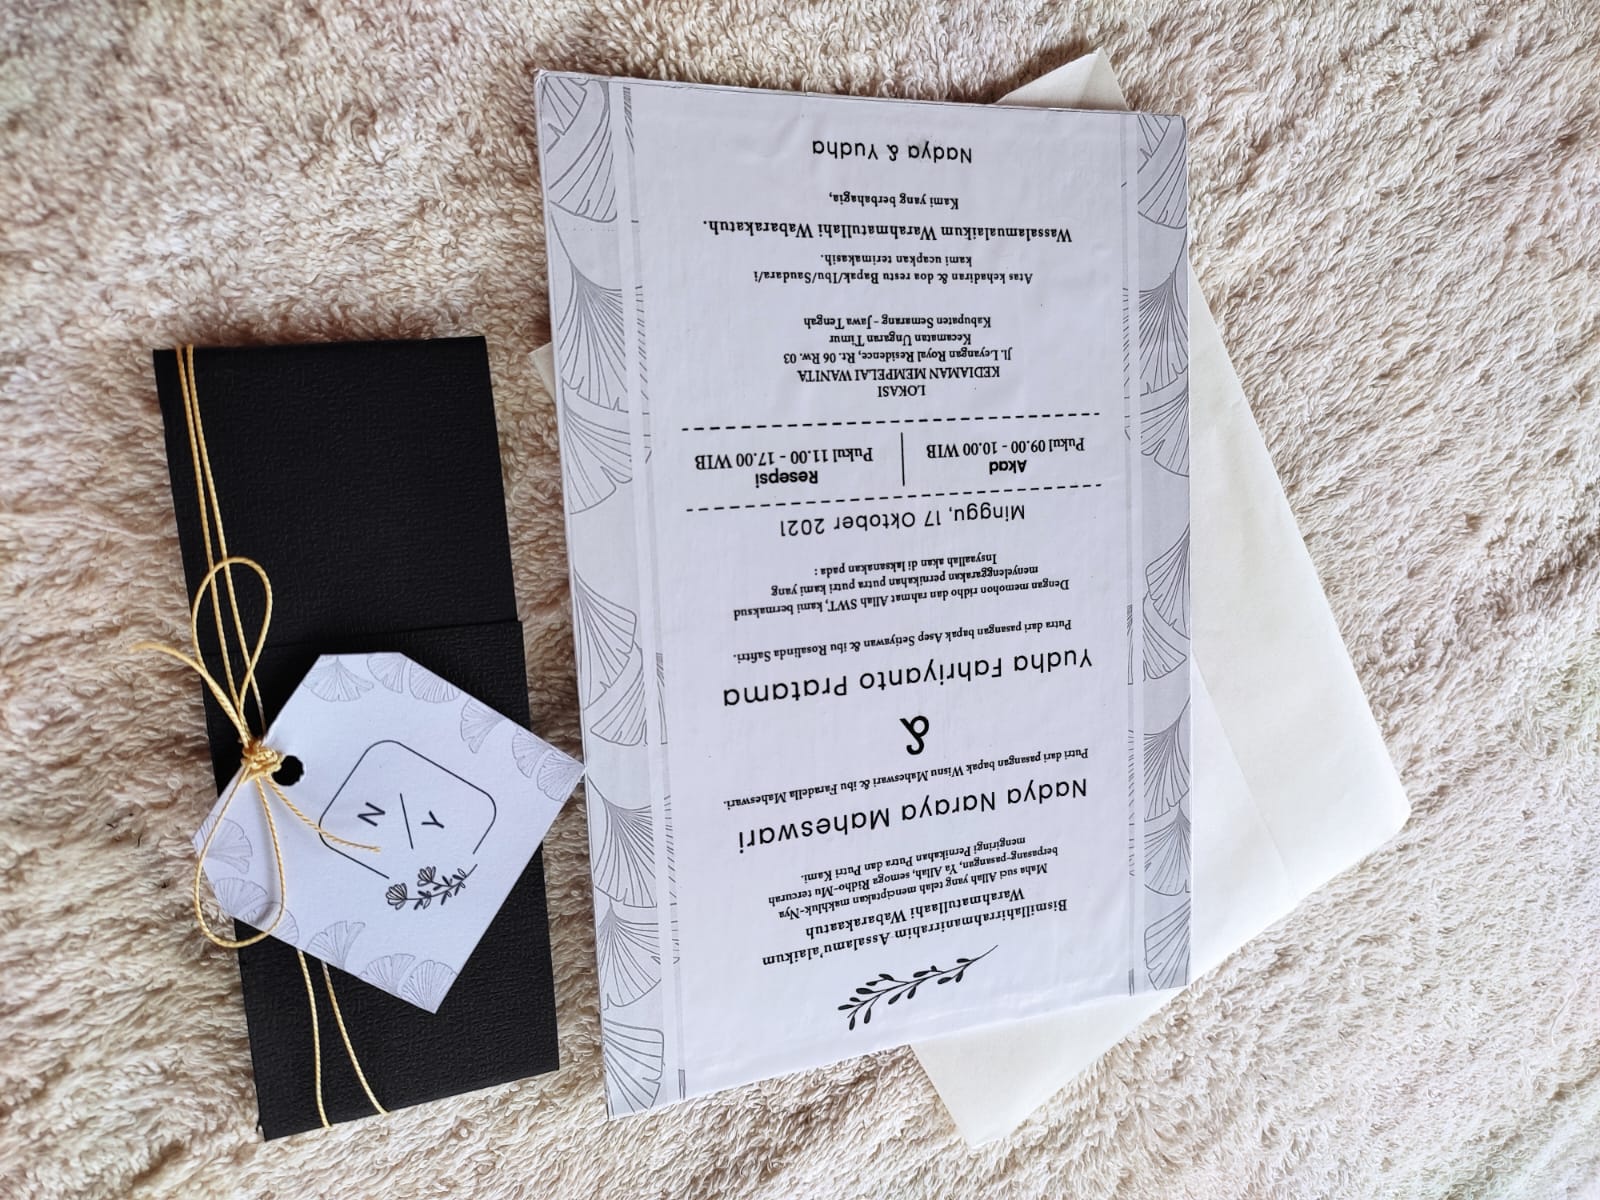 Bismillahirrahmanirrahim Assalamu'alaikum
Warahmatullaahi Wabarakaatuh
Maha suci Allah yang telah menciptakan makhluk-Nya
berpasang-pasangan, Ya Allah, semoga Ridho-Mu tercurah
mengiringi Pernikahan Putra dan Putri Kami.
Nadya Naraya Maheswari
Putri dari pasangan bapak Wisnu Maheswari & ibu Faradella Maheswari.
&
Yudha Fahriyanto Pratama
Putra dari pasangan bapak Asep Setiyawan & ibu Rosalinda Safitri.
Dengan memohon ridho dan rahmat Allah SWT, kami bermaksud
menyelenggarakan pernikahan putra putri kami yang
Insyaallah akan di laksanakan pada :
Minggu, 17 Oktober 2021
Akad
Pukul 09.00 - 10.00 WIB
Resepsi
Pukul 11.00 - 17.00 WIB
LOKASI
KEDIAMAN MEMPELAI WANITA
Jl. Leyangan Royal Residence, Rt. 06 Rw. 03
Kecamatan Ungaran Timur
Kabupaten Semarang - Jawa Tengah
Atas kehadiran & doa restu Bapak/Ibu/Saudara/i
kami ucapkan terimakasih.
Wassalamualaikum Warahmatullahi Wabarakatuh.
Kami yang berbahagia,
Nadya & Yudha
N / Y